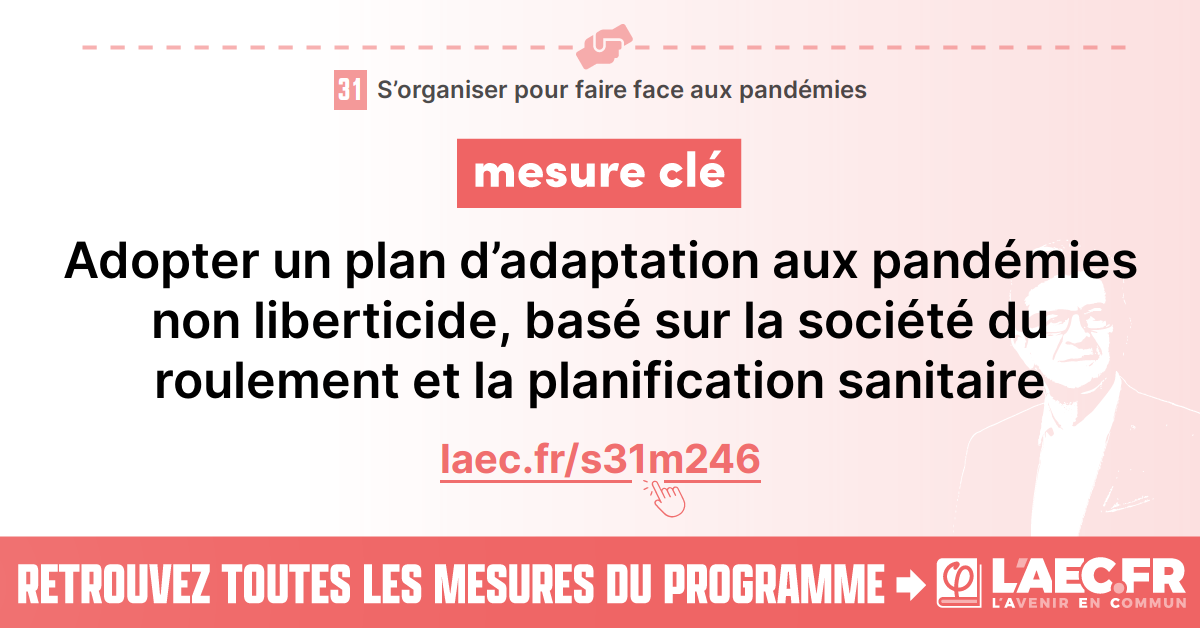 31 S’organiser pour faire face aux pandémies
mesure clé
Adopter un plan d’adaptation aux pandémies
non liberticide, basé sur la société du
roulement et la planification sanitaire
laec.fr/s31m246
RETROUVEZ TOUTES LES MESURES DU PROGRAMME
φ L'AEC.FR
L'AVENIR EN COMMUN